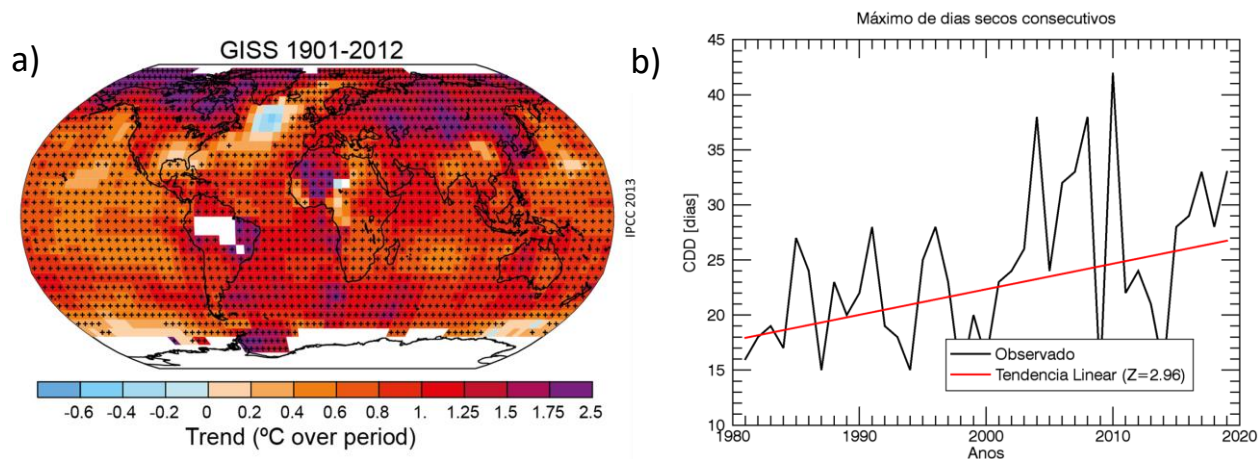 a)
GISS 1901-2012
IPCC 2013
-0.6 -0.4 -0.2 0 0.2 0.4 0.6 0.8 1. 1.25 1.5 1.75 2.5
Trend (ºC over period)
b)
Máximo de dias secos consecutivos
CDD [dias]
45
40
35
30
25
20
15
10
Observado
Tendencia Linear (Z=2.96)
1980 1990 2000 2010 2020
Anos